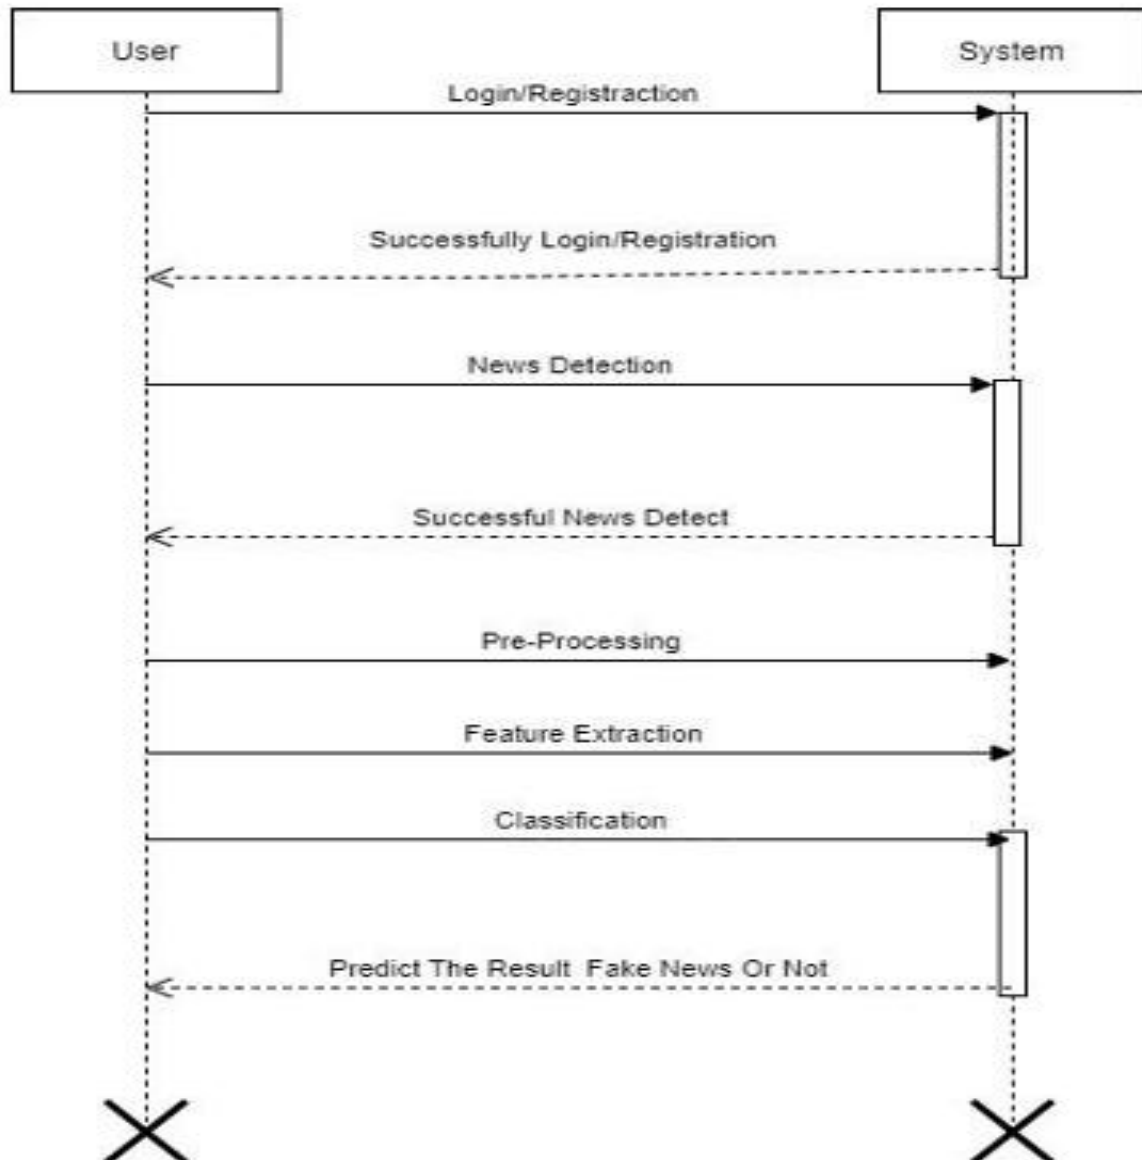 User
System
Login/Registraction
Successfully Login/Registration
News Detection
Successful News Detect
Pre-Processing
Feature Extraction
Classification
Predict The Result Fake News Or Not